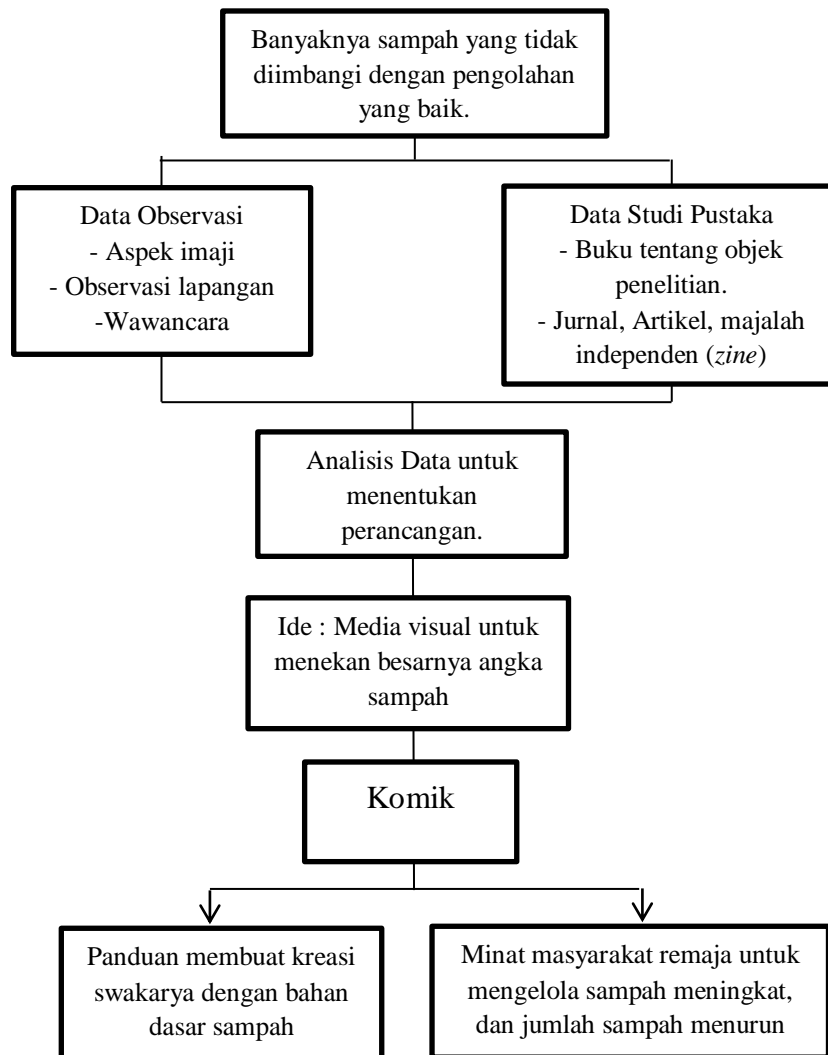 Banyaknya sampah yang tidak
diimbangi dengan pengolahan
yang baik.
Data Observasi
- Aspek imaji
- Observasi lapangan
-Wawancara
Data Studi Pustaka
- Buku tentang objek
penelitian.
- Jurnal, Artikel, majalah
independen (zine)
Analisis Data untuk
menentukan
perancangan.
Ide : Media visual untuk
menekan besarnya angka
sampah
Komik
Panduan membuat kreasi
swakarya dengan bahan
dasar sampah
Minat masyarakat remaja untuk
mengelola sampah meningkat,
dan jumlah sampah menurun